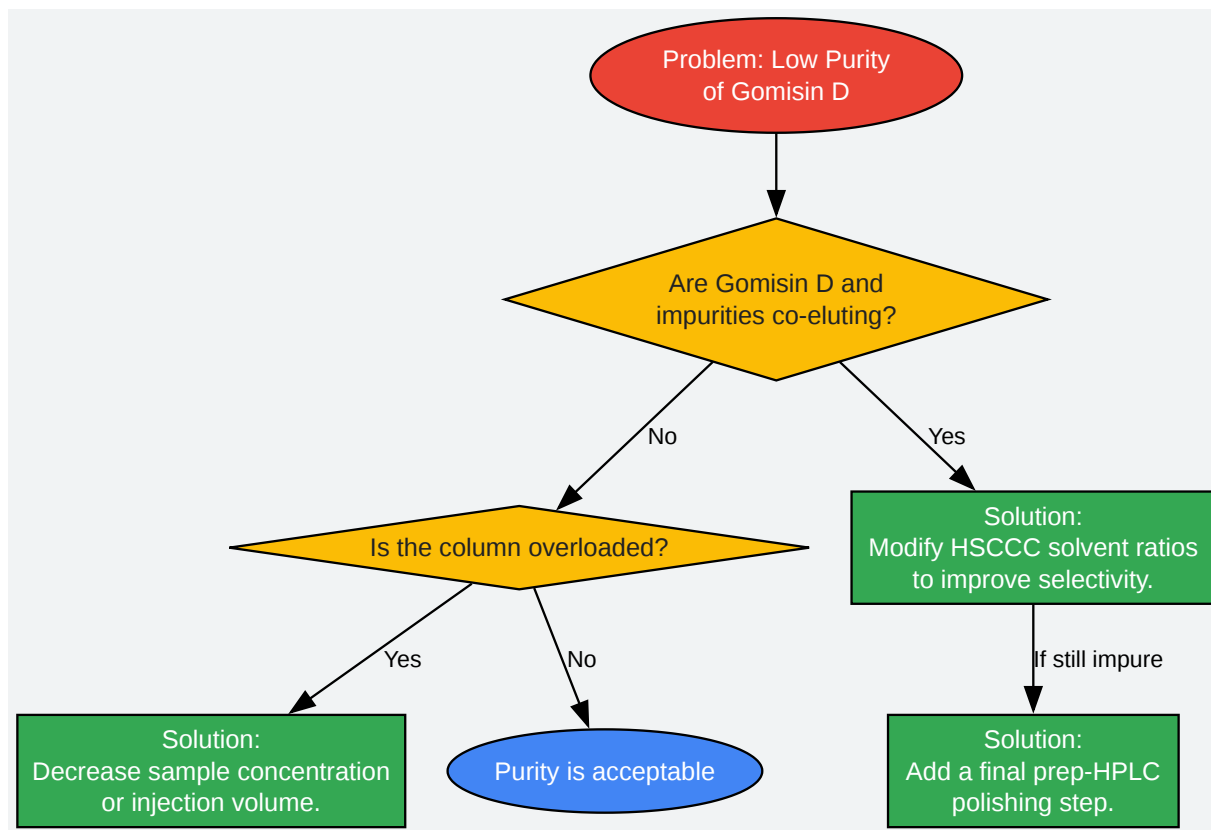 Problem: Low Purity
of Gomisin D
Are Gomisin D and
impurities co-eluting?
No
Yes
Is the column overloaded?
Solution:
Modify HSCCC solvent ratios
to improve selectivity.
Yes
No
If still impure
Solution:
Decrease sample concentration
or injection volume.
Purity is acceptable
Solution:
Add a final prep-HPLC
polishing step.